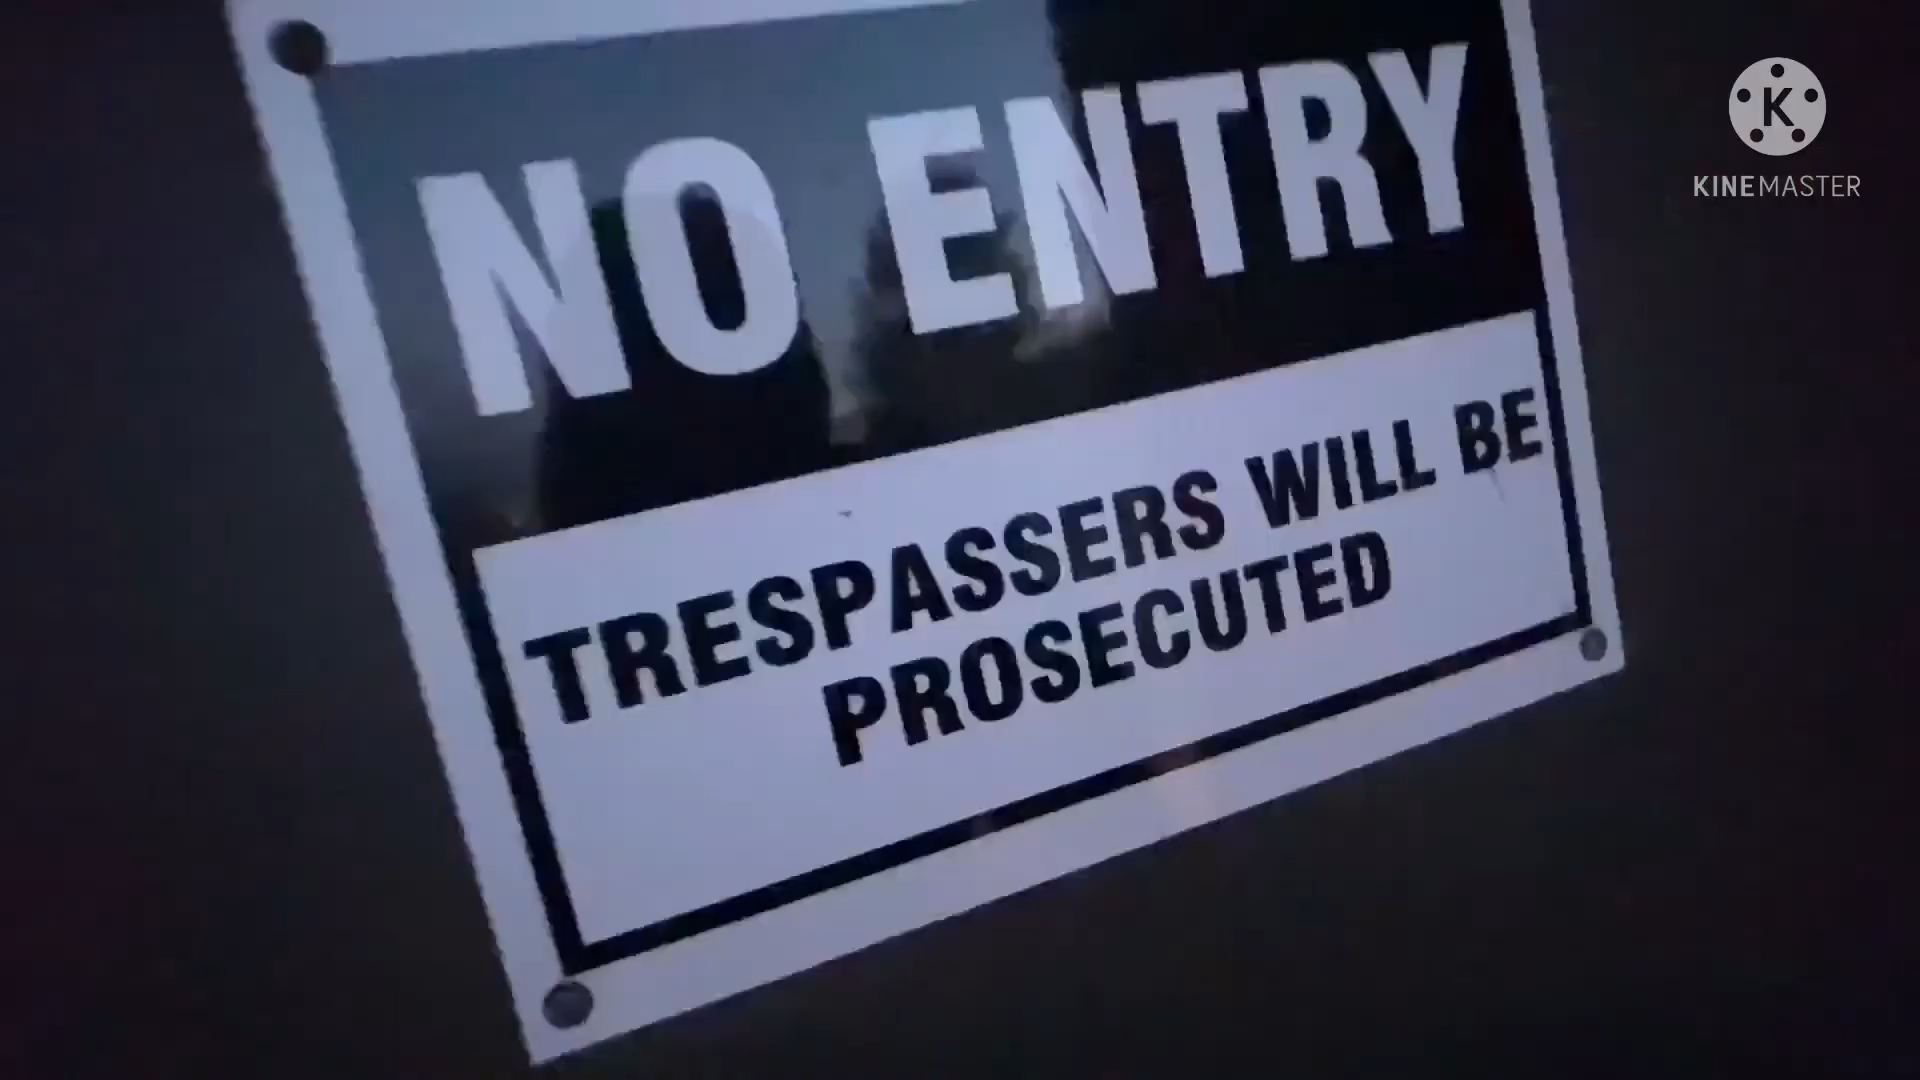 NO ENTRY
TRESPASSERS WILL BE
PROSECUTED
K
KINEMASTER